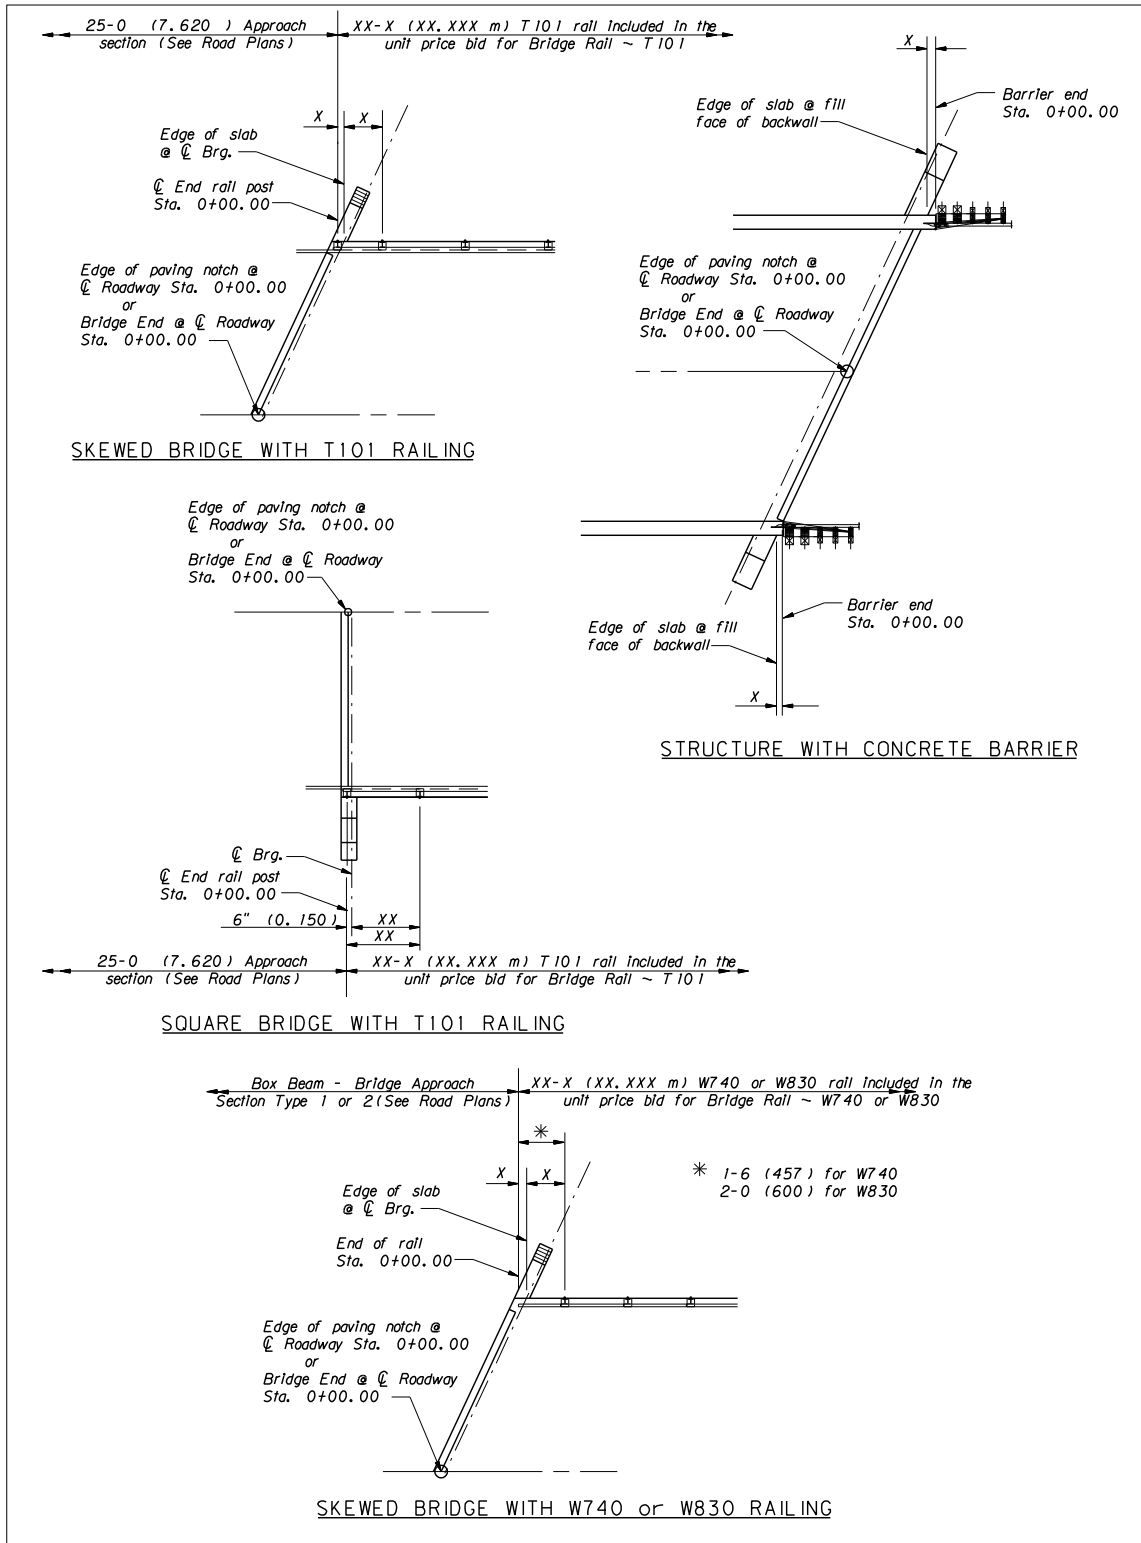 25-0 (7.620 ) Approach
section (See Road Plans)
XX-X (XX.XXX m) T101 rail included in the
unit price bid for Bridge Rail ~ T101
X
X
Edge of slab
@ ℄ Brg.
℄ End rail post
Sta. 0+00.00
Edge of paving notch @
℄ Roadway Sta. 0+00.00
or
Bridge End @ ℄ Roadway
Sta. 0+00.00
SKEWED BRIDGE WITH T101 RAILING
X
Edge of slab @ fill
face of backwall
Barrier end
Sta. 0+00.00
Edge of paving notch @
℄ Roadway Sta. 0+00.00
or
Bridge End @ ℄ Roadway
Sta. 0+00.00
Edge of slab @ fill
face of backwall
Barrier end
Sta. 0+00.00
X
STRUCTURE WITH CONCRETE BARRIER
Edge of paving notch @
℄ Roadway Sta. 0+00.00
or
Bridge End @ ℄ Roadway
Sta. 0+00.00
℄ Brg.
℄ End rail post
Sta. 0+00.00
6" (0.150)
XX
XX
25-0 (7.620) Approach
section (See Road Plans)
XX-X (XX.XXX m) T101 rail included in the
unit price bid for Bridge Rail ~ T101
SQUARE BRIDGE WITH T101 RAILING
Box Beam - Bridge Approach
Section Type 1 or 2(See Road Plans)
XX-X (XX.XXX m) W740 or W830 rail included in the
unit price bid for Bridge Rail ~ W740 or W830
*
X
X
* 1-6 (457) for W740
2-0 (600) for W830
Edge of slab
@ ℄ Brg.
End of rail
Sta. 0+00.00
Edge of paving notch @
℄ Roadway Sta. 0+00.00
or
Bridge End @ ℄ Roadway
Sta. 0+00.00
SKEWED BRIDGE WITH W740 or W830 RAILING